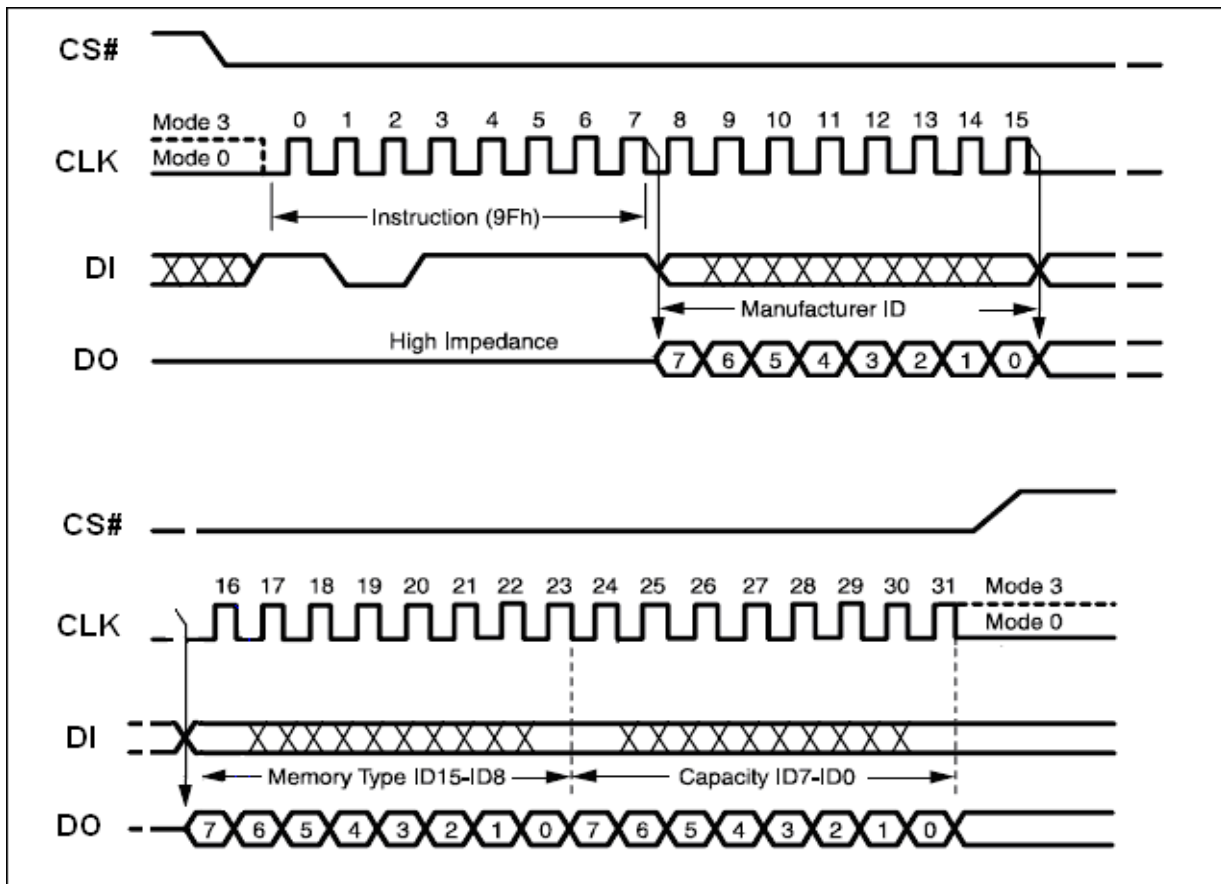 CS#
Mode 3
0 1 2 3 4 5 6 7 8 9 10 11 12 13 14 15
CLK
Mode 0
Instruction (9Fh)
DI
Manufacturer ID
High Impedance
DO
7 6 5 4 3 2 1 0
CS#
16 17 18 19 20 21 22 23 24 25 26 27 28 29 30 31
Mode 3
CLK
Mode 0
DI
Memory Type ID15-ID8
Capacity ID7-ID0
DO
7 6 5 4 3 2 1 0 7 6 5 4 3 2 1 0